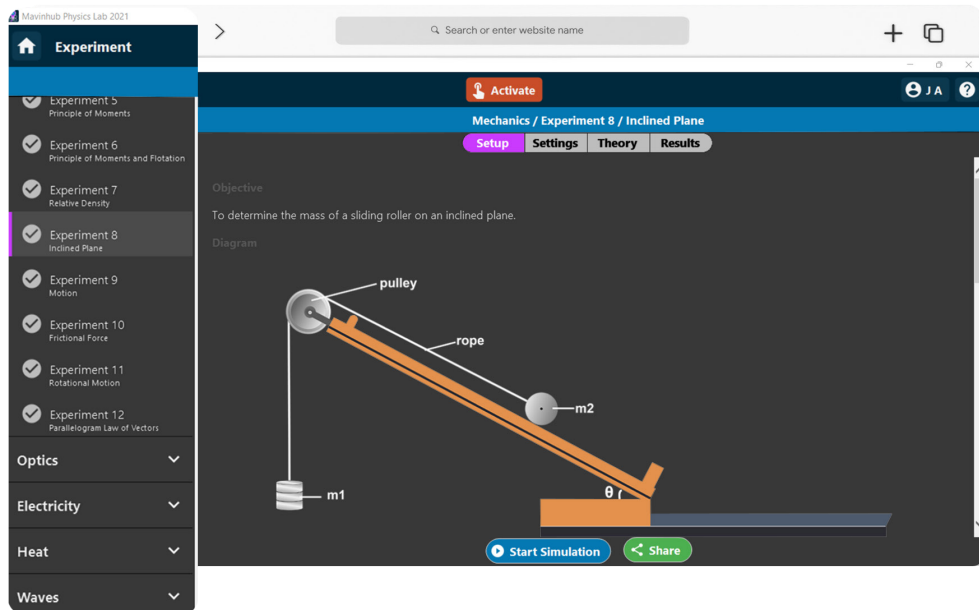 Mavinhub Physics Lab 2021
Experiment
Search or enter website name
Activate
J A
?
Mechanics / Experiment 8 / Inclined Plane
Setup
Settings
Theory
Results
Experiment 5
Principle of Moments
Experiment 6
Principle of Moments and Flotation
Experiment 7
Relative Density
Experiment 8
Inclined Plane
Experiment 9
Motion
Experiment 10
Frictional Force
Experiment 11
Rotational Motion
Experiment 12
Parallelogram Law of Vectors
Optics
Electricity
Heat
Waves
Objective
To determine the mass of a sliding roller on an inclined plane.
Diagram
pulley
rope
m2
m1
θ
Start Simulation
Share